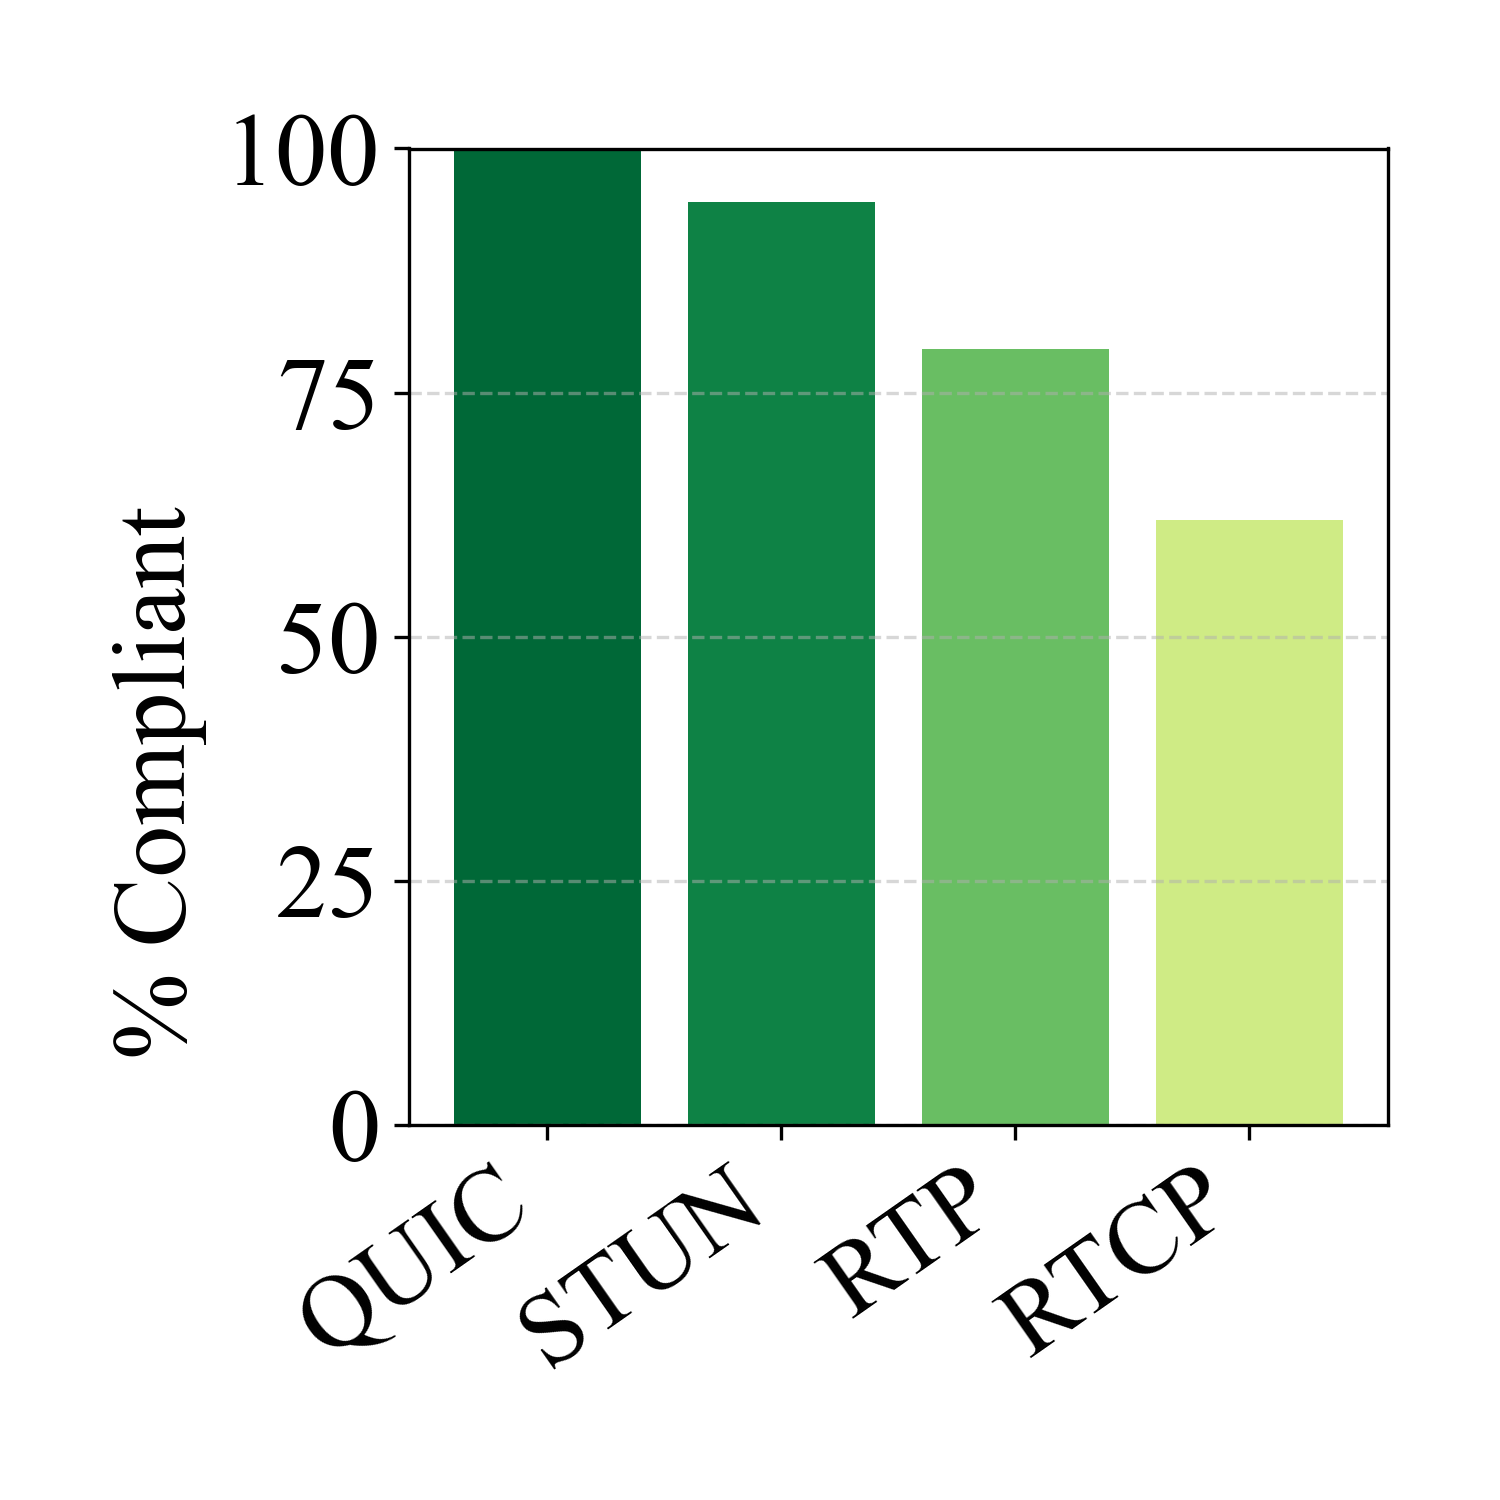 % Compliant
100
75
50
25
0
QUIC
STUN
RTP
RTCP